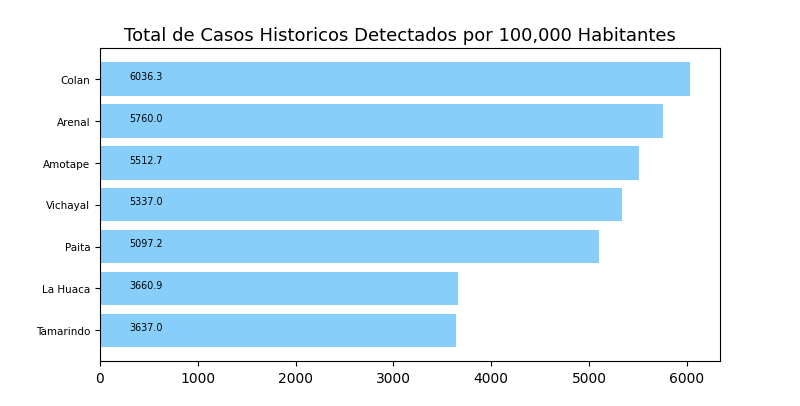 Total de Casos Historicos Detectados por 100,000 Habitantes
Colan 6036.3
Arenal 5760.0
Amotape 5512.7
Vichayal 5337.0
Paita 5097.2
La Huaca 3660.9
Tamarindo 3637.0
0 1000 2000 3000 4000 5000 6000